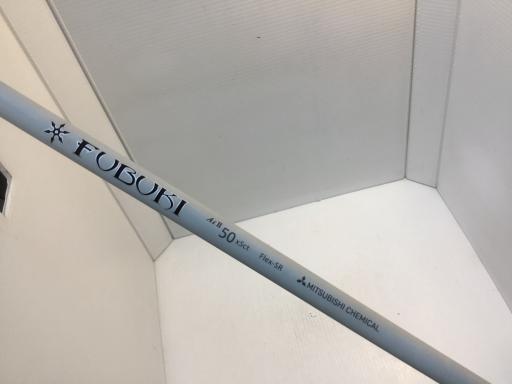 FUBUKI Ai II 50 x5ct Flex-SR MITSUBISHI CHEMICAL